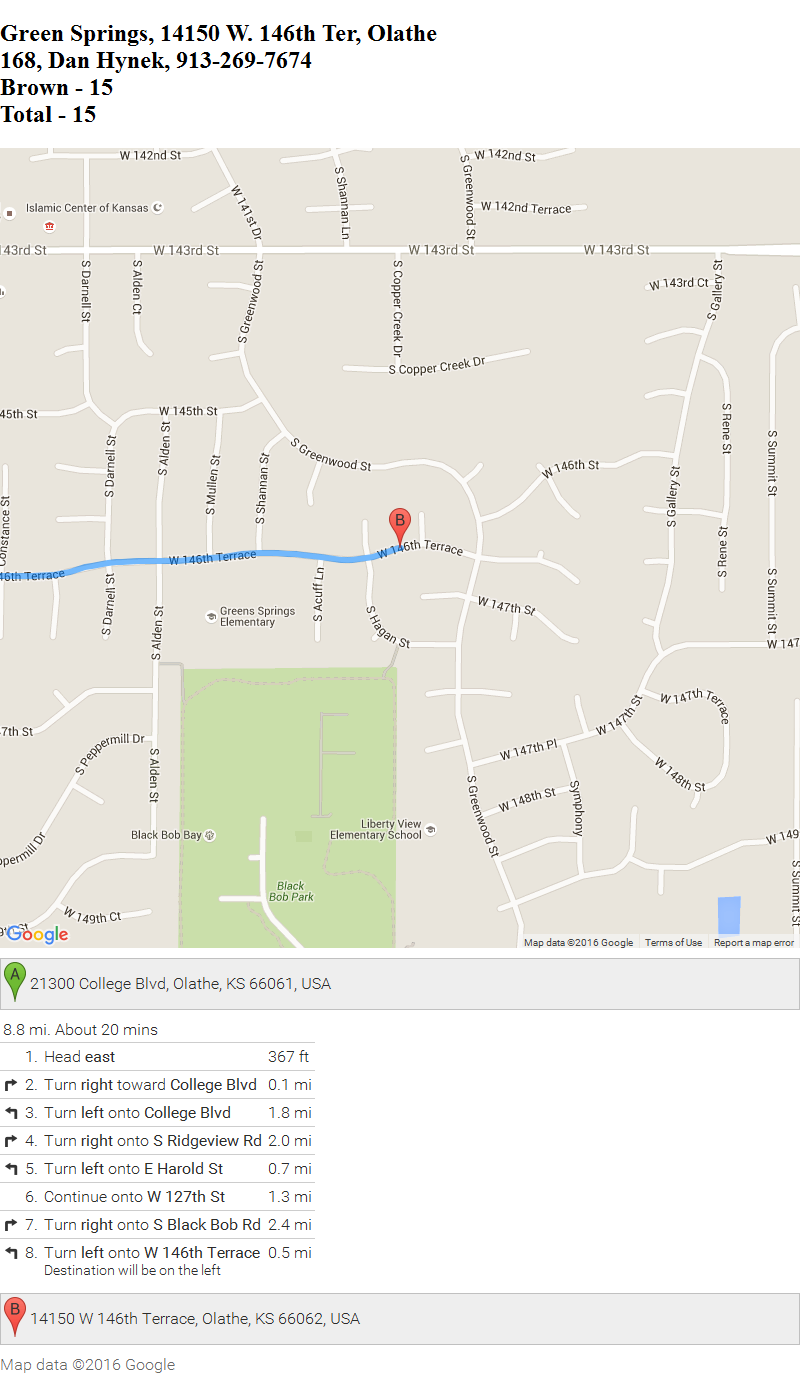 Green Springs, 14150 W. 146th Ter, Olathe
168, Dan Hynek, 913-269-7674
Brown - 15
Total - 15
W 142nd St
S Greenwood St
W 142nd St
W 141st Dr
S Shannan Ln
Islamic Center of Kansas
W 142nd Terrace
143rd St
W 143rd St
W 143rd St
W 143rd St
S Darnell St
S Alden Ct
S Greenwood St
S Copper Creek Dr
S Gallery St
W 143rd Ct
S Copper Creek Dr
45th St
W 145th St
S Darnell St
S Alden St
S Mullen St
S Shannan St
S Greenwood St
W 146th St
S Gallery St
S Rene St
S Summit St
Constance St
B
W 146th Terrace
46th Terrace
W 146th Terrace
S Rene St
S Darnell St
S Alden St
Greens Springs
Elementary
S Acuff Ln
S Hagan St
W 147th St
S Summit St
W 147
7th St
S Peppermill Dr
S Alden St
W 147th Pl
W 147th St
W 147th Terrace
W 148th St
W 148th St
Symphony
S Greenwood St
Black Bob Bay
Liberty View
Elementary School
W 149
ppermill Dr
Black
Bob Park
S Summit St
W 149th Ct
Google
Map data ©2016 Google Terms of Use Report a map error
A 21300 College Blvd, Olathe, KS 66061, USA
8.8 mi. About 20 mins
1. Head east 367 ft
2. Turn right toward College Blvd 0.1 mi
3. Turn left onto College Blvd 1.8 mi
4. Turn right onto S Ridgeview Rd 2.0 mi
5. Turn left onto E Harold St 0.7 mi
6. Continue onto W 127th St 1.3 mi
7. Turn right onto S Black Bob Rd 2.4 mi
8. Turn left onto W 146th Terrace 0.5 mi
Destination will be on the left
B 14150 W 146th Terrace, Olathe, KS 66062, USA
Map data ©2016 Google